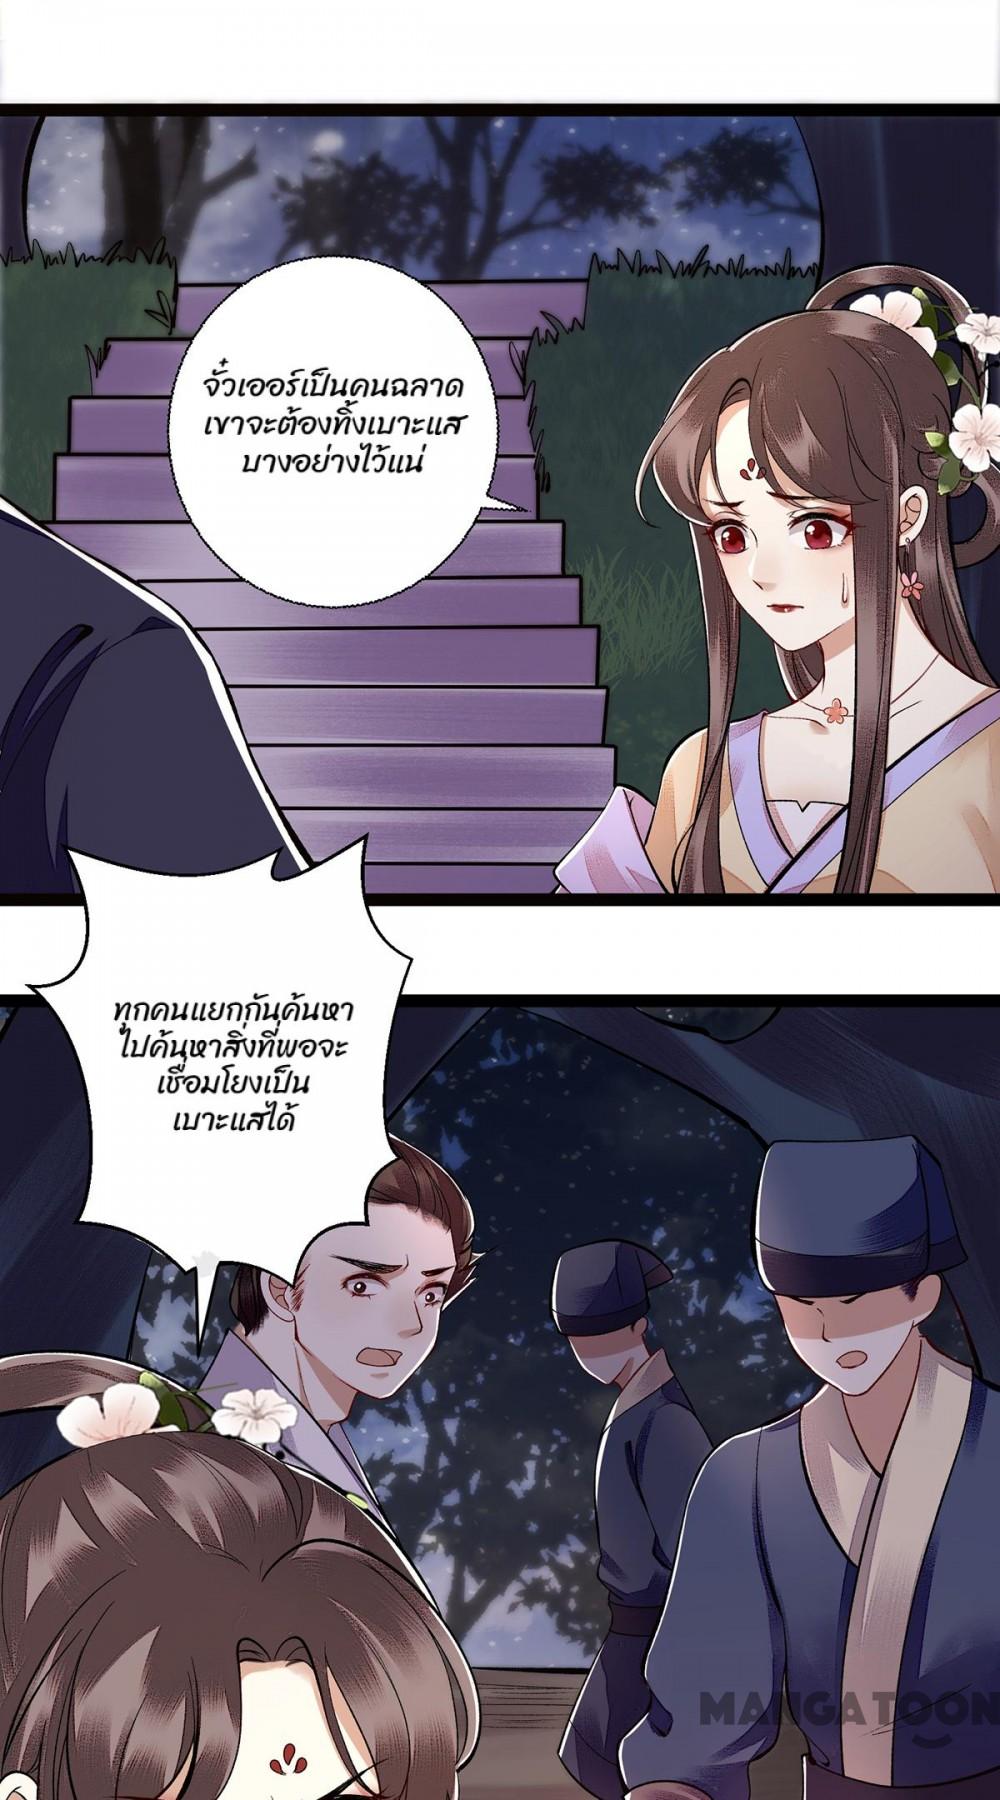 จั๋วเออร์เป็นคนฉลาด
เขาจะต้องทิ้งเบาะแส
บางอย่างไว้แน่
ทุกคนแยกกันค้นหา
ไปค้นหาสิ่งที่พอจะ
เชื่อมโยงเป็น
เบาะแสได้
MANGATOON